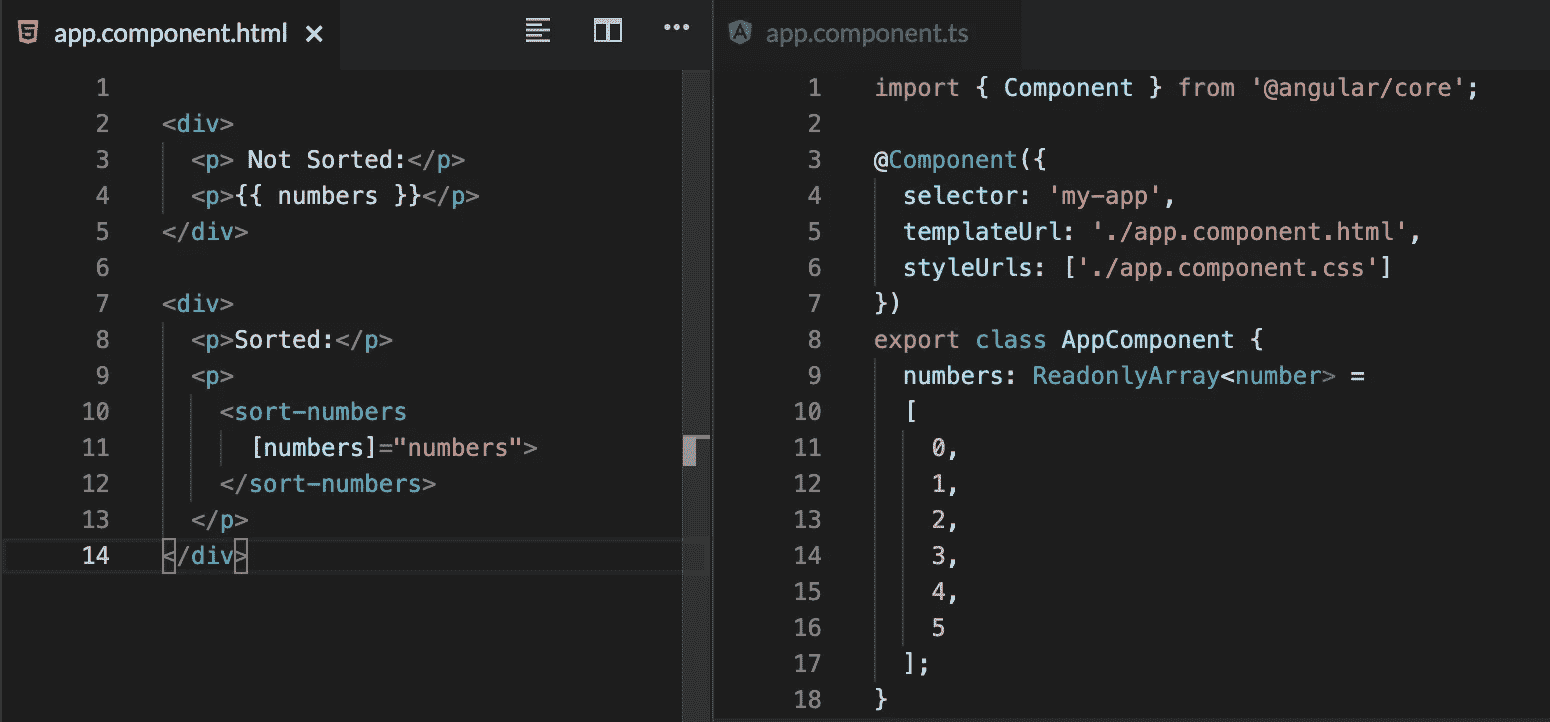 app.component.html ×
1
2 <div>
3   <p> Not Sorted:</p>
4   <p>{{ numbers }}</p>
5 </div>
6
7 <div>
8   <p>Sorted:</p>
9   <p>
10     <sort-numbers
11       [numbers]="numbers">
12     </sort-numbers>
13   </p>
14 </div>
app.component.ts
1 import { Component } from '@angular/core';
2
3 @Component({
4   selector: 'my-app',
5   templateUrl: './app.component.html',
6   styleUrls: ['./app.component.css']
7 })
8 export class AppComponent {
9   numbers: ReadonlyArray<number> =
10   [
11     0,
12     1,
13     2,
14     3,
15     4,
16     5
17   ];
18 }